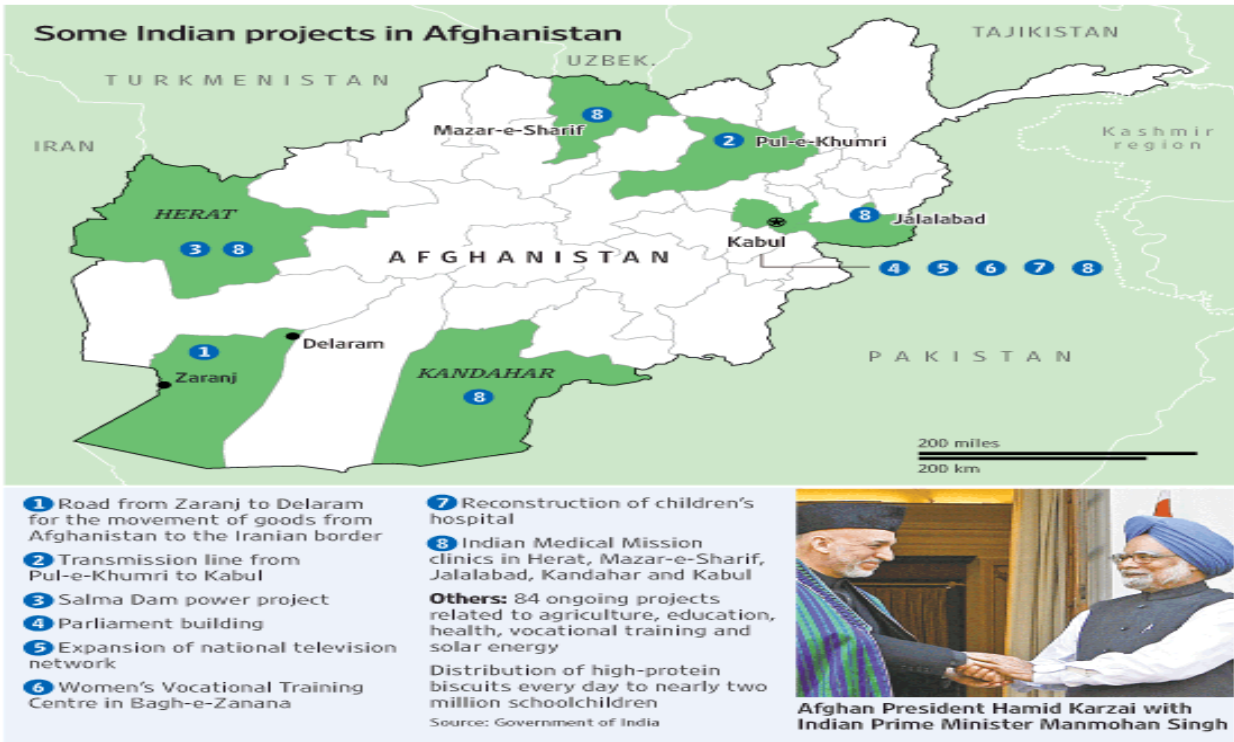 Some Indian projects in Afghanistan
TAJIKISTAN
UZBEK.
TURKMENISTAN
8
Mazar-e-Sharif
2 Pul-e-Khumri
Kashmir
region
IRAN
HERAT
8 Jalalabad
3 8
Kabul
AFGHANISTAN
4 5 6 7 8
Delaram
1
PAKISTAN
Zaranj
KANDAHAR
8
200 miles
200 km
1 Road from Zaranj to Delaram
for the movement of goods from
Afghanistan to the Iranian border
2 Transmission line from
Pul-e-Khumri to Kabul
3 Salma Dam power project
4 Parliament building
5 Expansion of national television
network
6 Women's Vocational Training
Centre in Bagh-e-Zanana
7 Reconstruction of children's
hospital
8 Indian Medical Mission
clinics in Herat, Mazar-e-Sharif,
Jalalabad, Kandahar and Kabul
Others: 84 ongoing projects
related to agriculture, education,
health, vocational training and
solar energy
Distribution of high-protein
biscuits every day to nearly two
million schoolchildren
Source: Government of India
Afghan President Hamid Karzai with
Indian Prime Minister Manmohan Singh